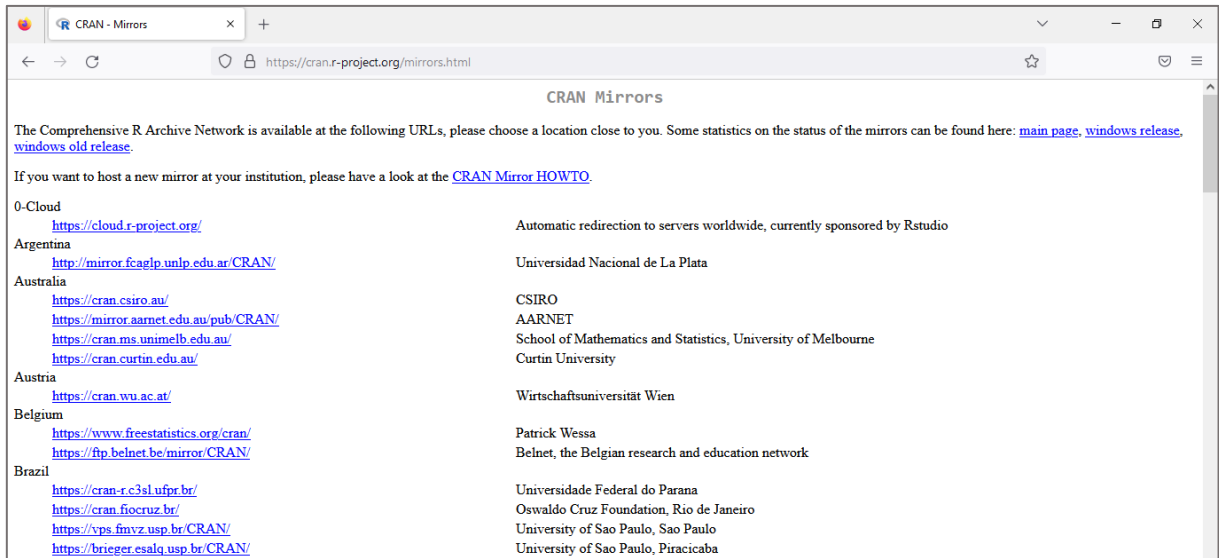 CRAN - Mirrors
https://cran.r-project.org/mirrors.html
CRAN Mirrors
The Comprehensive R Archive Network is available at the following URLs, please choose a location close to you. Some statistics on the status of the mirrors can be found here: main page, windows release,
windows old release.
If you want to host a new mirror at your institution, please have a look at the CRAN Mirror HOWTO.
0-Cloud
https://cloud.r-project.org/ Automatic redirection to servers worldwide, currently sponsored by Rstudio
Argentina
http://mirror.fcaglp.unlp.edu.ar/CRAN/ Universidad Nacional de La Plata
Australia
https://cran.csiro.au/ CSIRO
https://mirror.aarnet.edu.au/pub/CRAN/ AARNET
https://cran.ms.unimelb.edu.au/ School of Mathematics and Statistics, University of Melbourne
https://cran.curtin.edu.au/ Curtin University
Austria
https://cran.wu.ac.at/ Wirtschaftsuniversität Wien
Belgium
https://www.freestatistics.org/cran/ Patrick Wessa
https://ftp.belnet.be/mirror/CRAN/ Belnet, the Belgian research and education network
Brazil
https://cran-r.c3sl.ufpr.br/ Universidade Federal do Parana
https://cran.fiocruz.br/ Oswaldo Cruz Foundation, Rio de Janeiro
https://vps.fmvz.usp.br/CRAN/ University of Sao Paulo, Sao Paulo
https://brieger.esalq.usp.br/CRAN/ University of Sao Paulo, Piracicaba